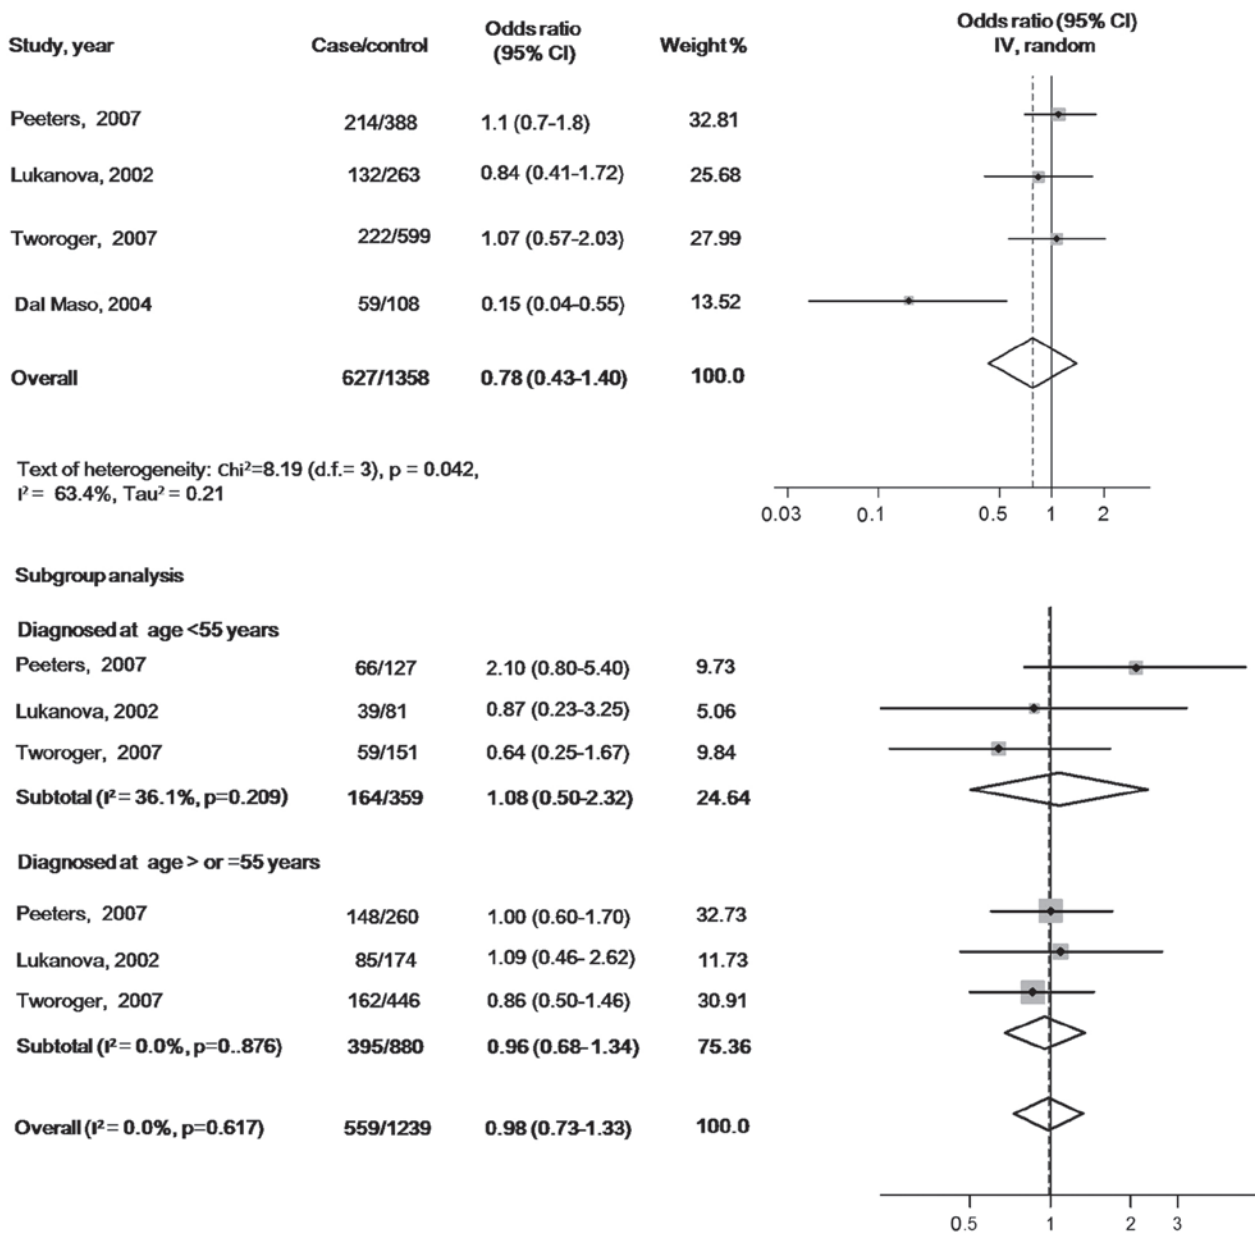 Study, year Case/control Odds ratio (95% CI) Weight % Odds ratio (95% CI) IV, random
Peeters, 2007 214/388 1.1 (0.7-1.8) 32.81
Lukanova, 2002 132/263 0.84 (0.41-1.72) 25.68
Tworoger, 2007 222/599 1.07 (0.57-2.03) 27.99
Dal Maso, 2004 59/108 0.15 (0.04-0.55) 13.52
Overall 627/1358 0.78 (0.43-1.40) 100.0
Text of heterogeneity: Chi²=8.19 (d.f.= 3), p = 0.042,
I² = 63.4%, Tau² = 0.21
0.03 0.1 0.5 1 2
Subgroup analysis
Diagnosed at age <55 years
Peeters, 2007 66/127 2.10 (0.80-5.40) 9.73
Lukanova, 2002 39/81 0.87 (0.23-3.25) 5.06
Tworoger, 2007 59/151 0.64 (0.25-1.67) 9.84
Subtotal (I² = 36.1%, p=0.209) 164/359 1.08 (0.50-2.32) 24.64
Diagnosed at age > or =55 years
Peeters, 2007 148/260 1.00 (0.60-1.70) 32.73
Lukanova, 2002 85/174 1.09 (0.46- 2.62) 11.73
Tworoger, 2007 162/446 0.86 (0.50-1.46) 30.91
Subtotal (I² = 0.0%, p=0..876) 395/880 0.96 (0.68-1.34) 75.36
Overall (I² = 0.0%, p=0.617) 559/1239 0.98 (0.73-1.33) 100.0
0.5 1 2 3